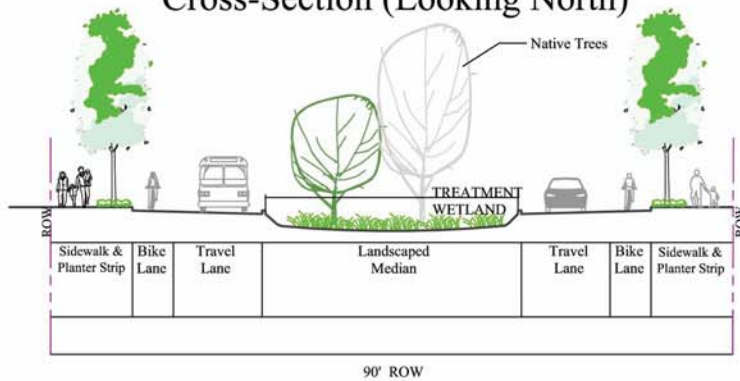 Cross-Section (Looking North)
Native Trees
TREATMENT
WETLAND
ROW
ROW
Sidewalk &
Planter Strip
Bike
Lane
Travel
Lane
Landscaped
Median
Travel
Lane
Bike
Lane
Sidewalk &
Planter Strip
90' ROW